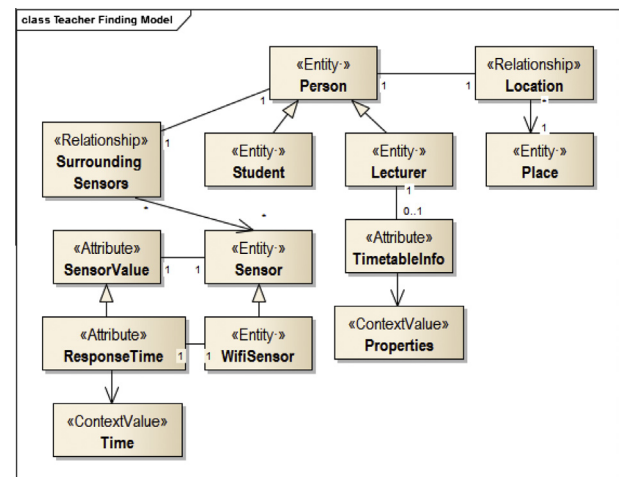 class Teacher Finding Model
«Entity·»
Person
«Relationship»
Location
1
1
1
1
«Relationship»
Surrounding
Sensors
1
«Entity·»
Student
«Entity·»
Lecturer
1
0..1
*
1
«Entity·»
Place
*
*
«Attribute»
SensorValue
1
1
«Entity·»
Sensor
«Attribute»
TimetableInfo
«Attribute»
ResponseTime
1
1
«Entity·»
WifiSensor
«ContextValue»
Properties
«ContextValue»
Time